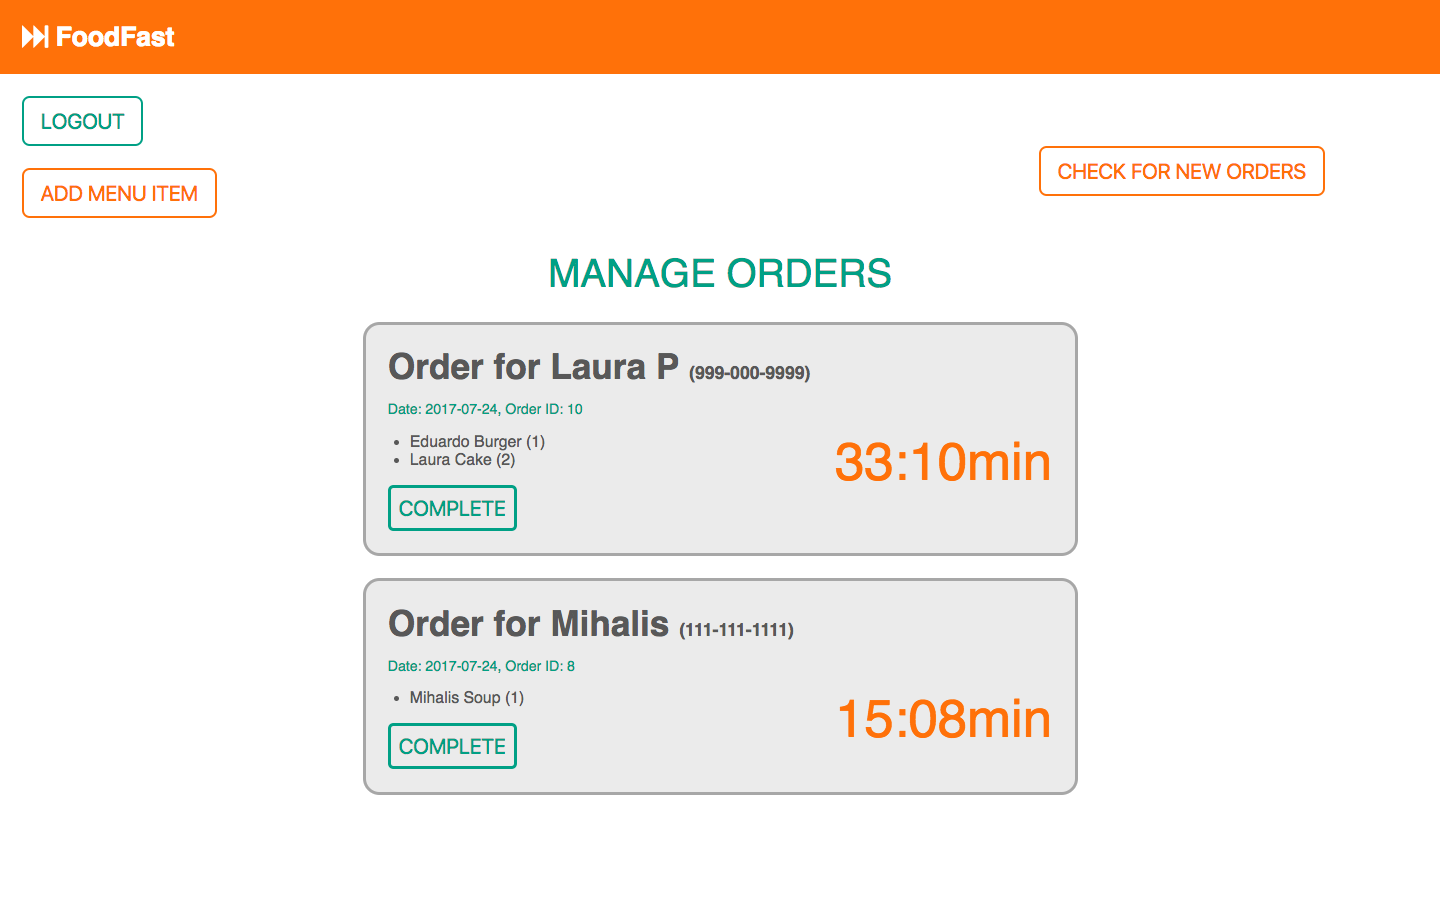 FoodFast
LOGOUT
CHECK FOR NEW ORDERS
ADD MENU ITEM
MANAGE ORDERS
Order for Laura P (999-000-9999)
Date: 2017-07-24, Order ID: 10
Eduardo Burger (1)
Laura Cake (2)
33:10min
COMPLETE
Order for Mihalis (111-111-1111)
Date: 2017-07-24, Order ID: 8
Mihalis Soup (1)
15:08min
COMPLETE